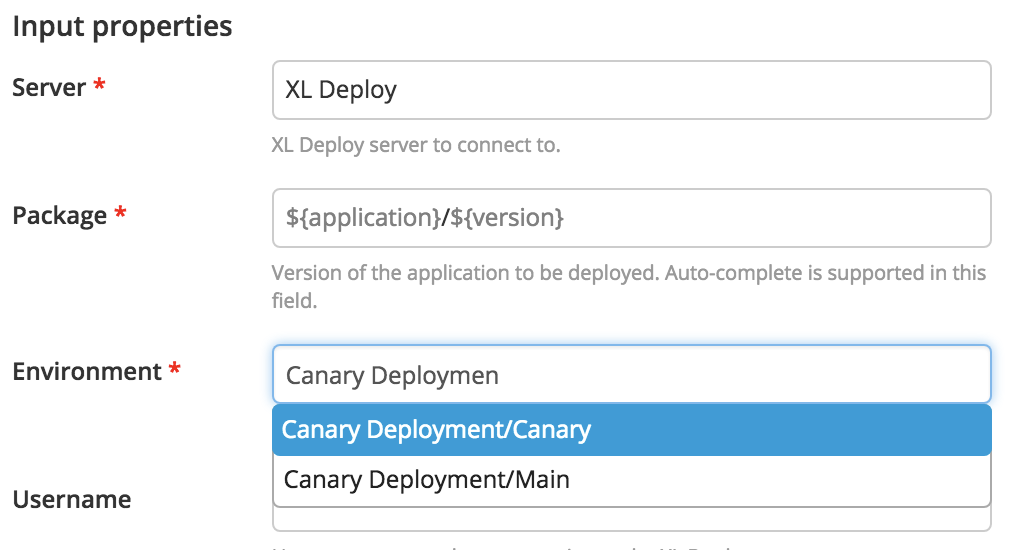 Input properties
Server *
XL Deploy
XL Deploy server to connect to.
Package *
${application}/${version}
Version of the application to be deployed. Auto-complete is supported in this
field.
Environment *
Canary Deploymen
Canary Deployment/Canary
Canary Deployment/Main
Username